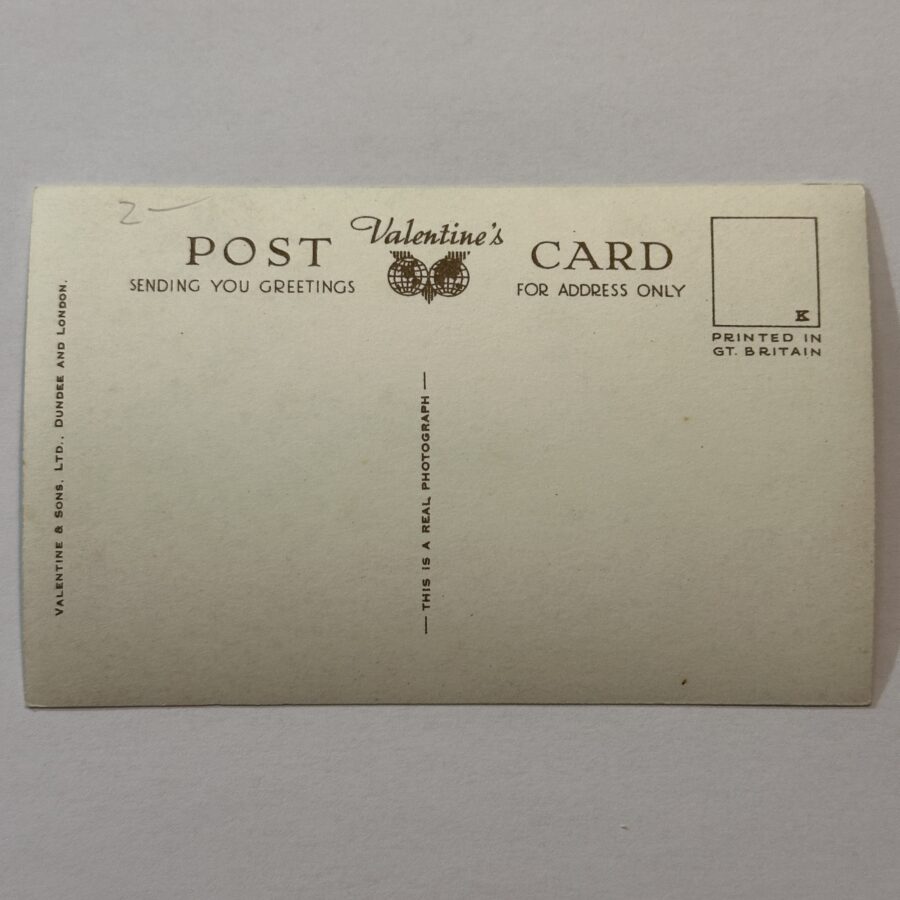 2-
Valentine's
POST CARD
SENDING YOU GREETINGS
FOR ADDRESS ONLY
K
PRINTED IN
GT. BRITAIN
VALENTINE & SONS, LTD., DUNDEE AND LONDON.
— THIS IS A REAL PHOTOGRAPH —